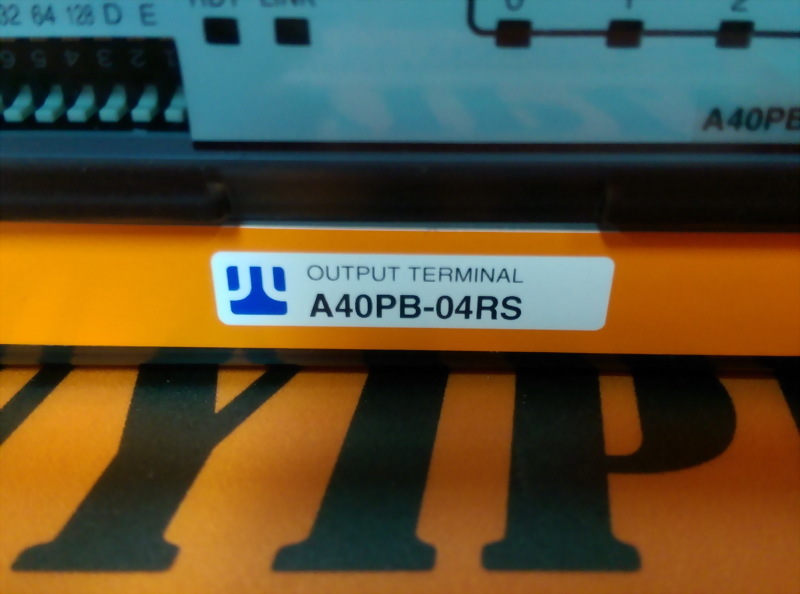 32 64 128 D E
RDY LINK
0 1 2
6 5 4 3 2 1
A40PB
OUTPUT TERMINAL
A40PB-04RS
YIP